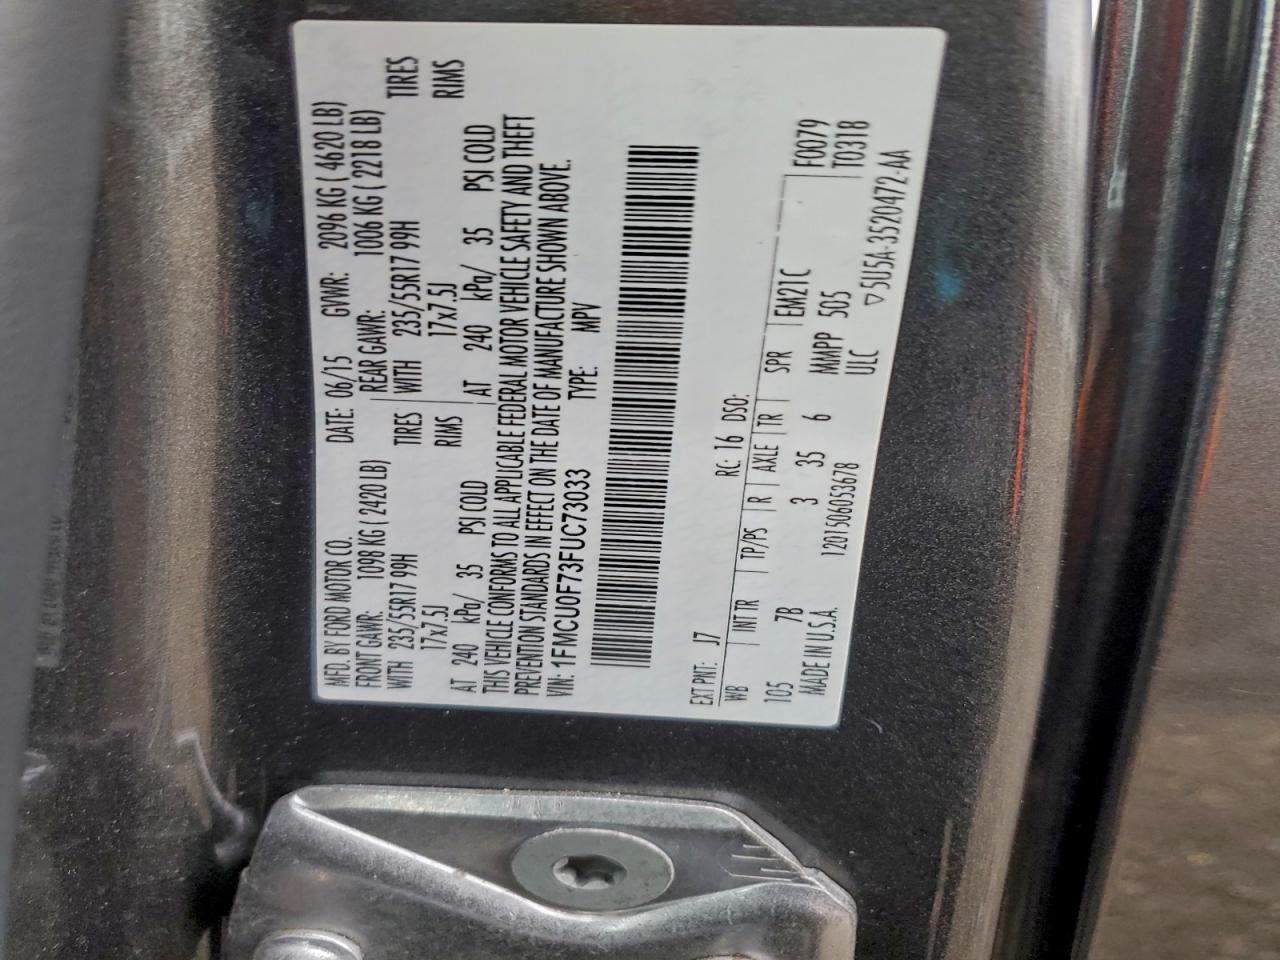 MFD. BY FORD MOTOR CO. DATE: 06/15 GVWR: 2096 KG ( 4620 LB)
FRONT GAWR: 1098 KG ( 2420 LB) REAR GAWR: 1006 KG ( 2218 LB)
WITH 235/55R17 99H TIRES WITH 235/55R17 99H TIRES
17x7.5J RIMS 17x7.5J RIMS
AT 240 kPa/ 35 PSI COLD AT 240 kPa/ 35 PSI COLD
THIS VEHICLE CONFORMS TO ALL APPLICABLE FEDERAL MOTOR VEHICLE SAFETY AND THEFT
PREVENTION STANDARDS IN EFFECT ON THE DATE OF MANUFACTURE SHOWN ABOVE.
VIN: 1FMCU0F73FUC73033 TYPE: MPV
EXT PNT: J7 RC: 16 DSO:
WB INT TR TP/PS R AXLE TR SPR EM21C F0079
105 7B 3 35 6 MMPP 505 T0318
MADE IN U.S.A. 1201506053678 ULC ▽5U5A-3520472-AA